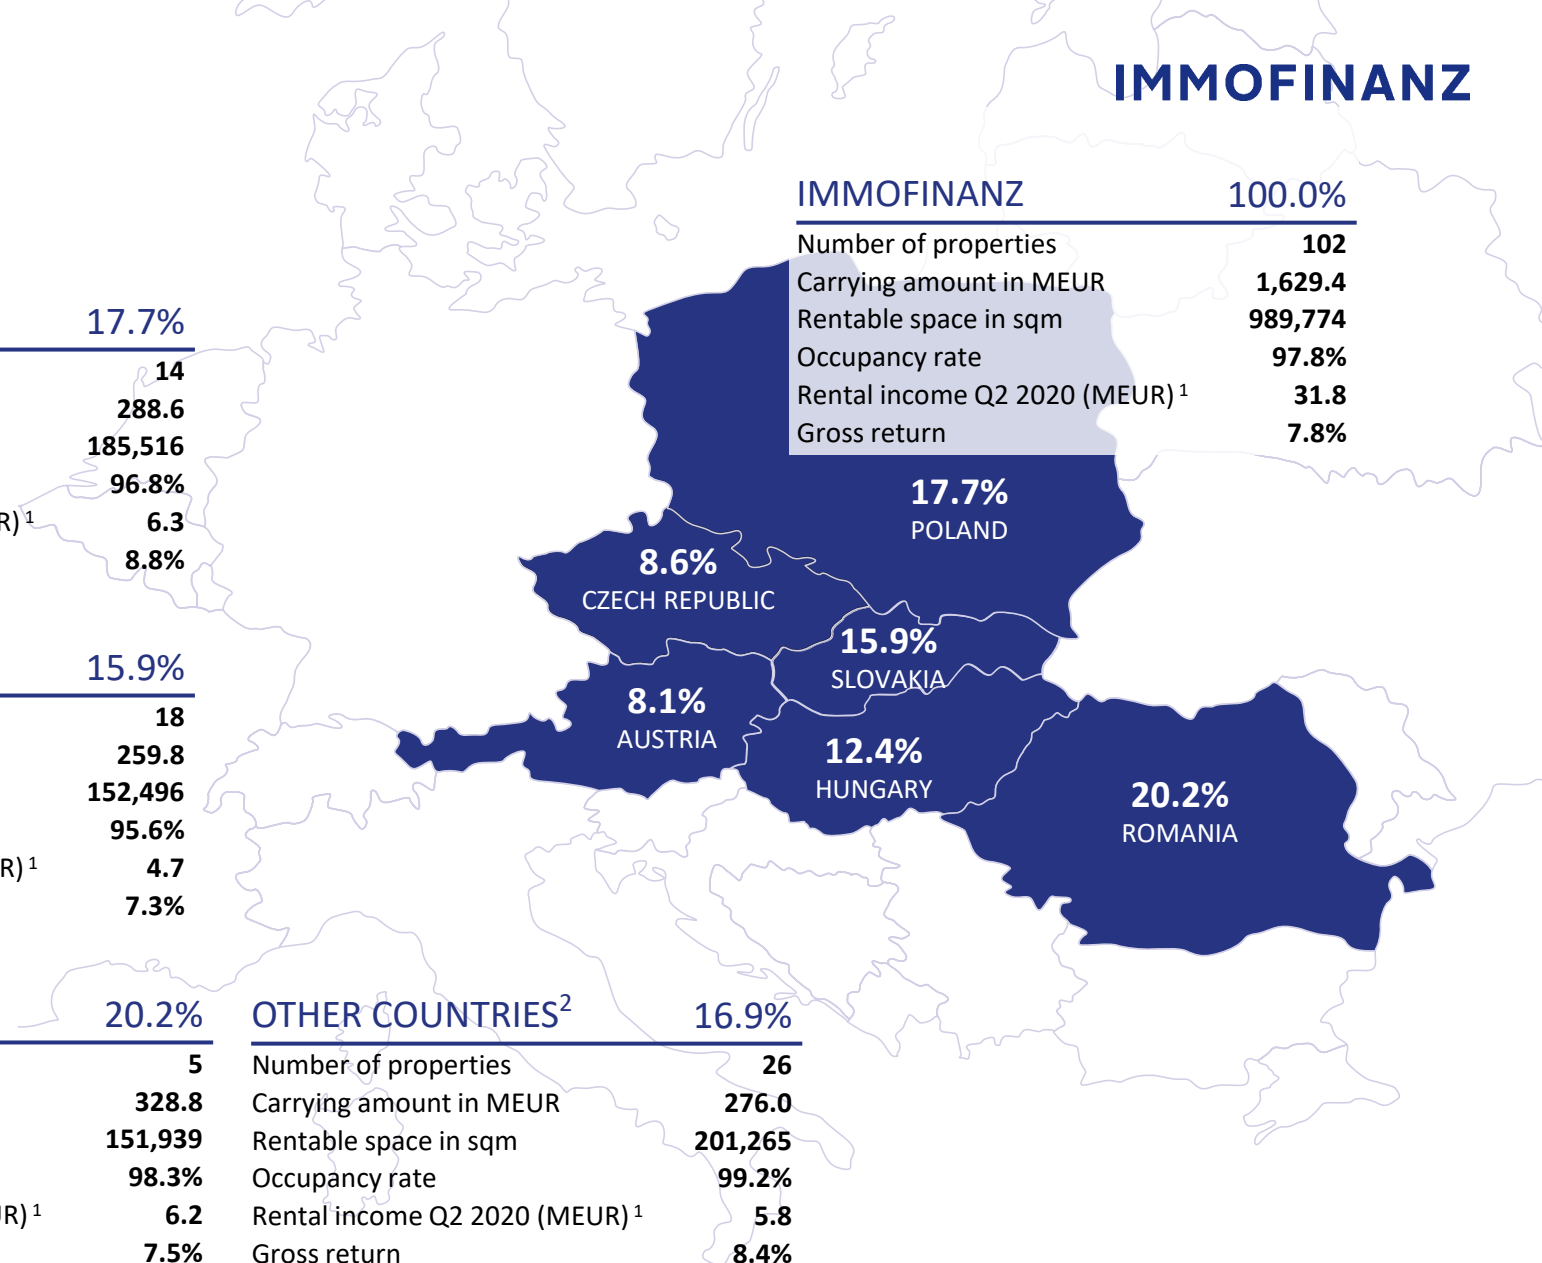 IMMOFINANZ
IMMOFINANZ 100.0%
Number of properties 102
Carrying amount in MEUR 1,629.4
Rentable space in sqm 989,774
Occupancy rate 97.8%
Rental income Q2 2020 (MEUR) 1 31.8
Gross return 7.8%
17.7%
14
288.6
185,516
96.8%
R) 1 6.3
8.8%
17.7%
POLAND
8.6%
CZECH REPUBLIC
15.9%
SLOVAKIA
8.1%
AUSTRIA
12.4%
HUNGARY
20.2%
ROMANIA
15.9%
18
259.8
152,496
95.6%
R) 1 4.7
7.3%
20.2%
5
328.8
151,939
98.3%
UR) 1 6.2
7.5%
OTHER COUNTRIES2 16.9%
Number of properties 26
Carrying amount in MEUR 276.0
Rentable space in sqm 201,265
Occupancy rate 99.2%
Rental income Q2 2020 (MEUR) 1 5.8
Gross return 8.4%